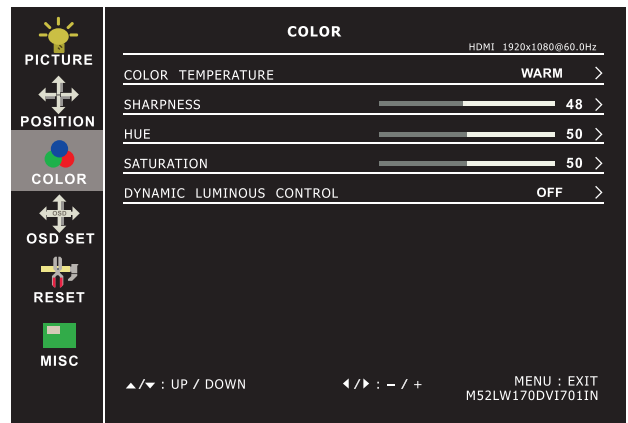 PICTURE
POSITION
COLOR
OSD
OSD SET
RESET
MISC
COLOR
HDMI 1920x1080@60.0Hz
COLOR TEMPERATURE WARM >
SHARPNESS 48 >
HUE 50 >
SATURATION 50 >
DYNAMIC LUMINOUS CONTROL OFF >
▲/▼ : UP / DOWN ◀/▶ : – / + MENU : EXIT
M52LW170DVI701IN